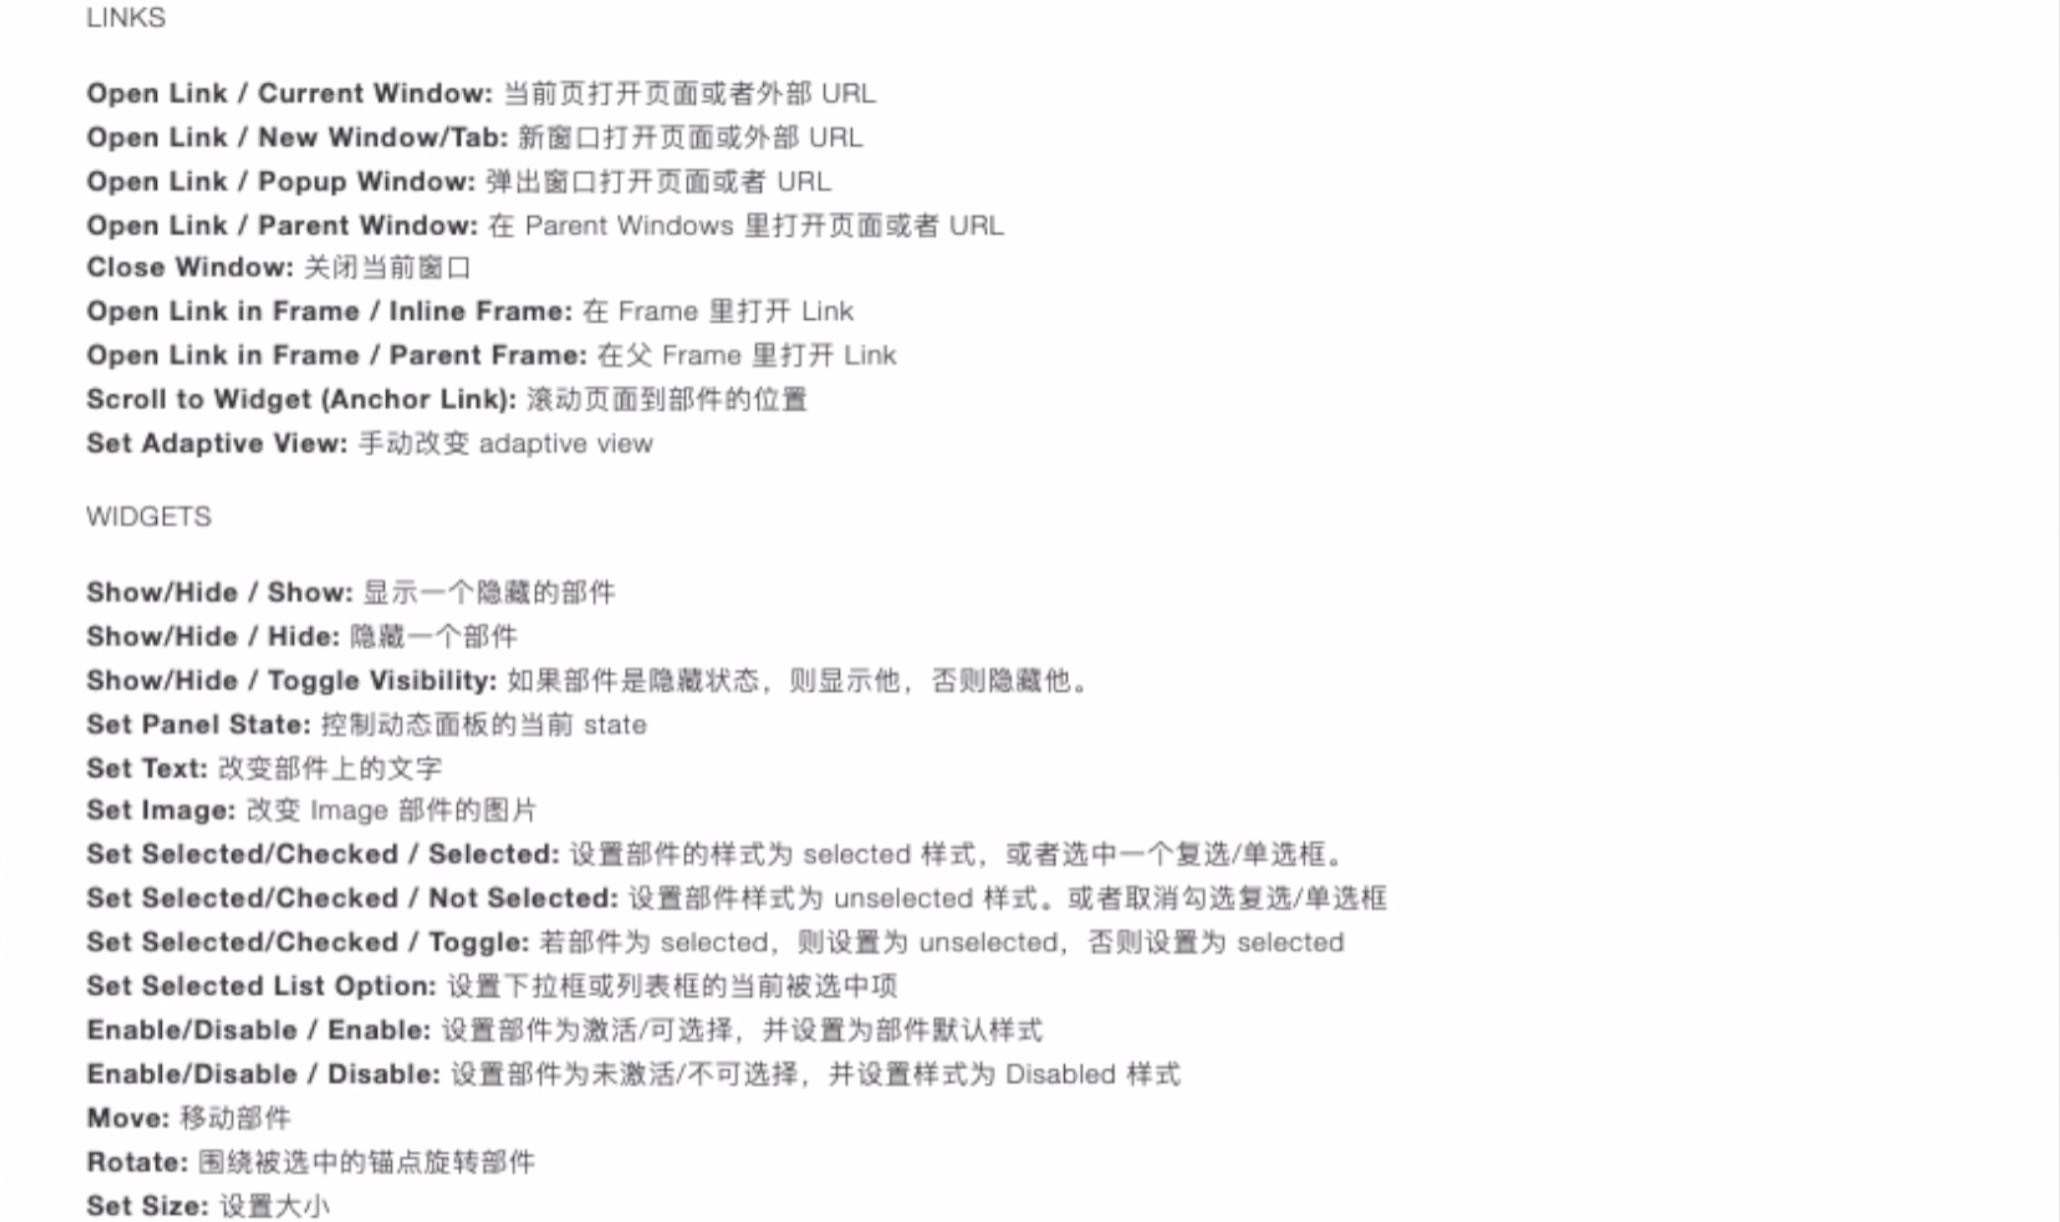 LINKS
Open Link / Current Window: 当前页打开页面或者外部 URL
Open Link / New Window/Tab: 新窗口打开页面或外部 URL
Open Link / Popup Window: 弹出窗口打开页面或者 URL
Open Link / Parent Window: 在 Parent Windows 里打开页面或者 URL
Close Window: 关闭当前窗口
Open Link in Frame / Inline Frame: 在 Frame 里打开 Link
Open Link in Frame / Parent Frame: 在父 Frame 里打开 Link
Scroll to Widget (Anchor Link): 滚动页面到部件的位置
Set Adaptive View: 手动改变 adaptive view
WIDGETS
Show/Hide / Show: 显示一个隐藏的部件
Show/Hide / Hide: 隐藏一个部件
Show/Hide / Toggle Visibility: 如果部件是隐藏状态，则显示他，否则隐藏他。
Set Panel State: 控制动态面板的当前 state
Set Text: 改变部件上的文字
Set Image: 改变 Image 部件的图片
Set Selected/Checked / Selected: 设置部件的样式为 selected 样式，或者选中一个复选/单选框。
Set Selected/Checked / Not Selected: 设置部件样式为 unselected 样式。或者取消勾选复选/单选框
Set Selected/Checked / Toggle: 若部件为 selected，则设置为 unselected，否则设置为 selected
Set Selected List Option: 设置下拉框或列表框的当前被选中项
Enable/Disable / Enable: 设置部件为激活/可选择，并设置为部件默认样式
Enable/Disable / Disable: 设置部件为未激活/不可选择，并设置样式为 Disabled 样式
Move: 移动部件
Rotate: 围绕被选中的锚点旋转部件
Set Size: 设置大小